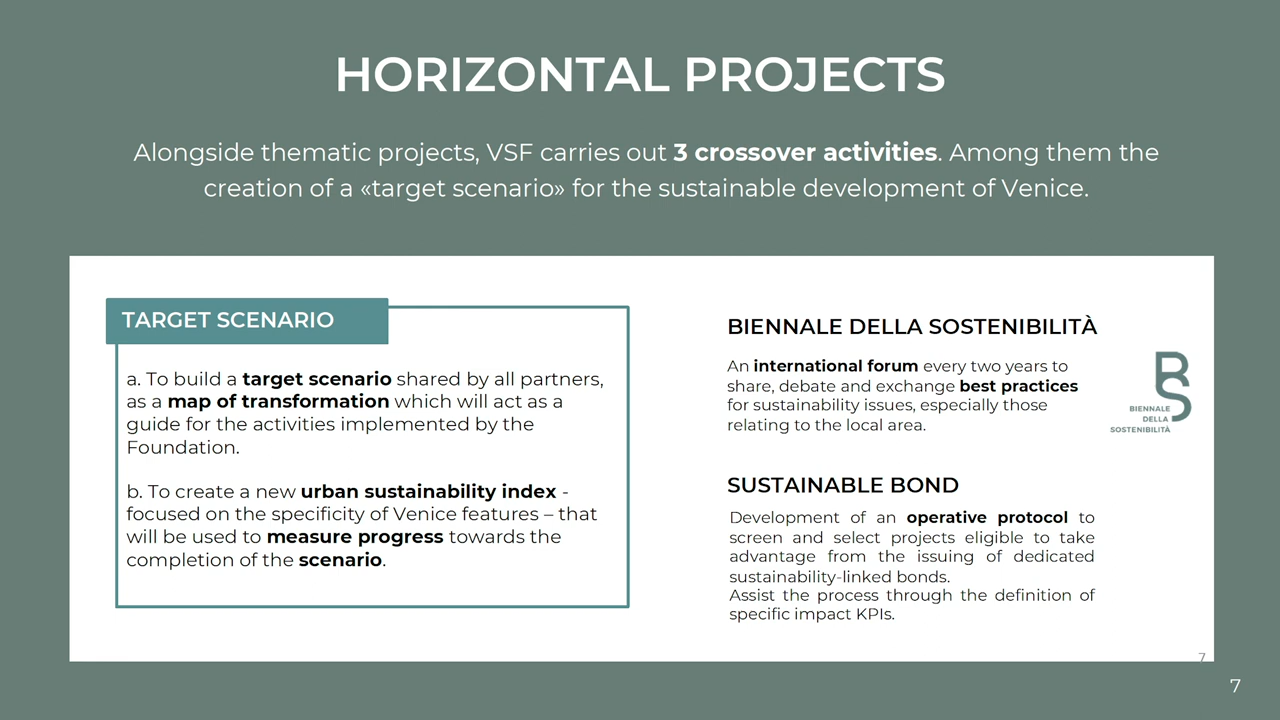 HORIZONTAL PROJECTS
Alongside thematic projects, VSF carries out 3 crossover activities. Among them the
creation of a «target scenario» for the sustainable development of Venice.
TARGET SCENARIO
a. To build a target scenario shared by all partners,
as a map of transformation which will act as a
guide for the activities implemented by the
Foundation.
b. To create a new urban sustainability index -
focused on the specificity of Venice features – that
will be used to measure progress towards the
completion of the scenario.
BIENNALE DELLA SOSTENIBILITÀ
An international forum every two years to
share, debate and exchange best practices
for sustainability issues, especially those
relating to the local area.
BS
BIENNALE
DELLA
SOSTENIBILITÀ
SUSTAINABLE BOND
Development of an operative protocol to
screen and select projects eligible to take
advantage from the issuing of dedicated
sustainability-linked bonds.
Assist the process through the definition of
specific impact KPIs.
7
7